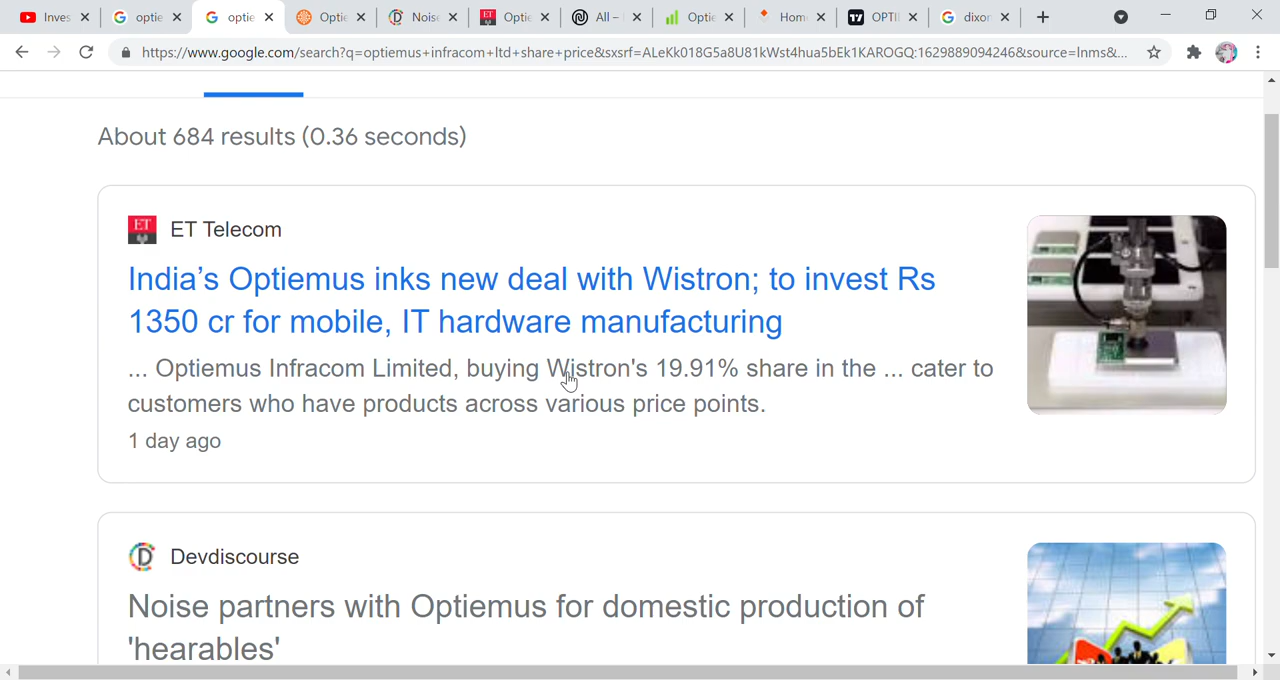 Inves
optie
optie
Optie
Nois
Optie
All –
Optie
Hom
OPTI
dixor
https://www.google.com/search?q=optiemus+infracom+ltd+share+price&sxsrf=ALeKk018G5a8U81kWst4hua5bEk1KAROGQ:1629889094246&source=lnms&...
About 684 results (0.36 seconds)
ET
ET Telecom
India’s Optiemus inks new deal with Wistron; to invest Rs
1350 cr for mobile, IT hardware manufacturing
... Optiemus Infracom Limited, buying Wistron's 19.91% share in the ... cater to
customers who have products across various price points.
1 day ago
Devdiscourse
Noise partners with Optiemus for domestic production of
'hearables'